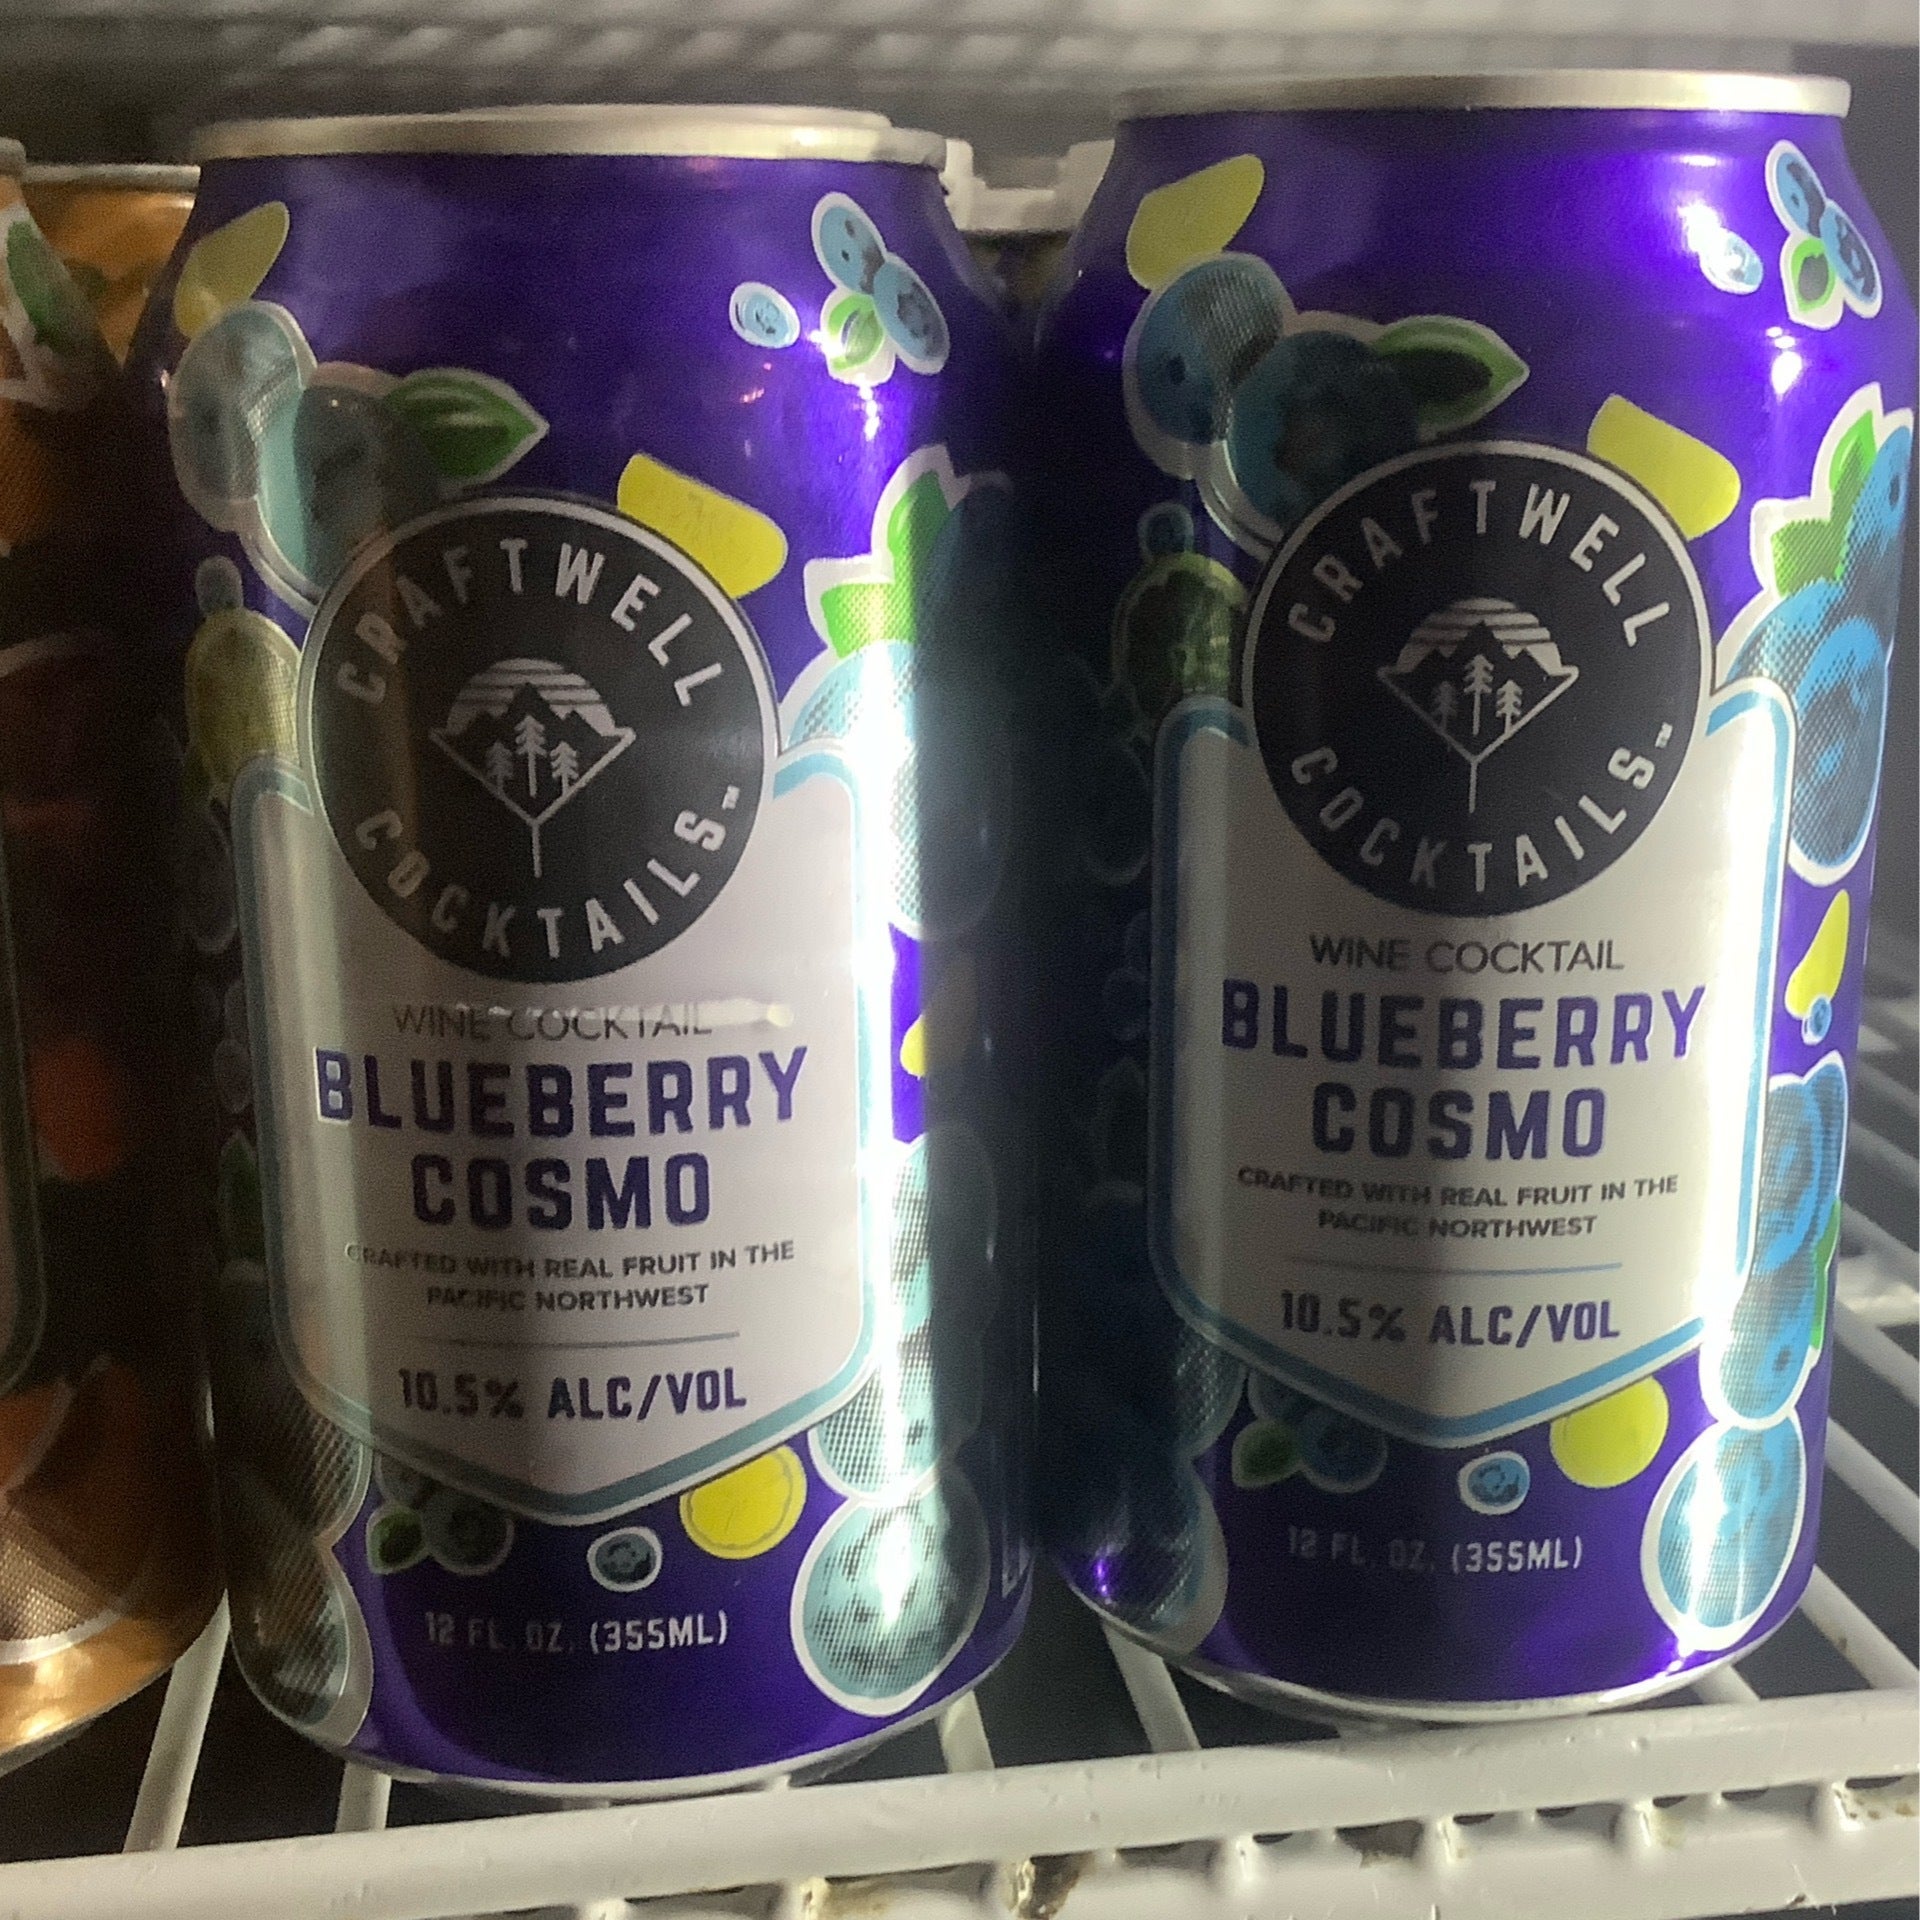 CRAFTWELL
COCKTAILS™
WINE COCKTAIL
BLUEBERRY
COSMO
CRAFTED WITH REAL FRUIT IN THE
PACIFIC NORTHWEST
10.5% ALC/VOL
12 FL. OZ. (355ML)
CRAFTWELL
COCKTAILS™
WINE COCKTAIL
BLUEBERRY
COSMO
CRAFTED WITH REAL FRUIT IN THE
PACIFIC NORTHWEST
10.5% ALC/VOL
12 FL. OZ. (355ML)